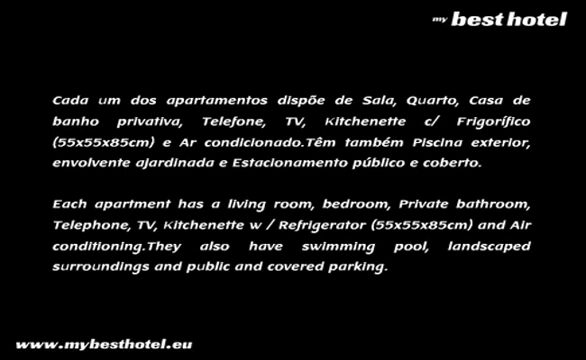 my best hotel
Cada um dos apartamentos dispõe de Sala, Quarto, Casa de
banho privativa, Telefone, TV, Kitchenette c/ Frigorífico
(55x55x85cm) e Ar condicionado.Têm também Piscina exterior,
envolvente ajardinada e Estacionamento público e coberto.
Each apartment has a living room, bedroom, Private bathroom,
Telephone, TV, Kitchenette w / Refrigerator (55x55x85cm) and Air
conditioning.They also have swimming pool, landscaped
surroundings and public and covered parking.
www.mybesthotel.eu